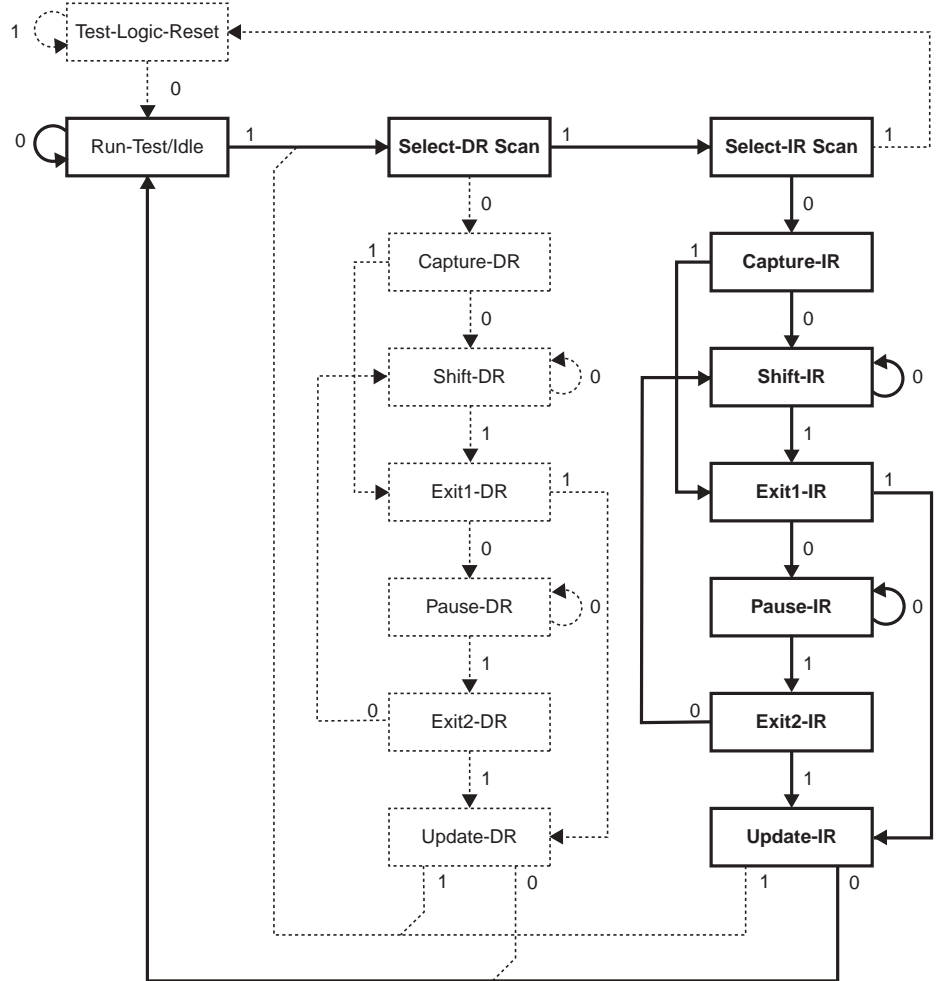 1
Test-Logic-Reset
0
0
Run-Test/Idle
1
Select-DR Scan
1
Select-IR Scan
1
0
0
1
Capture-DR
1
Capture-IR
0
0
Shift-DR
0
Shift-IR
0
1
1
Exit1-DR
1
Exit1-IR
1
0
0
Pause-DR
0
Pause-IR
0
1
1
0
Exit2-DR
0
Exit2-IR
1
1
Update-DR
Update-IR
1
0
1
0